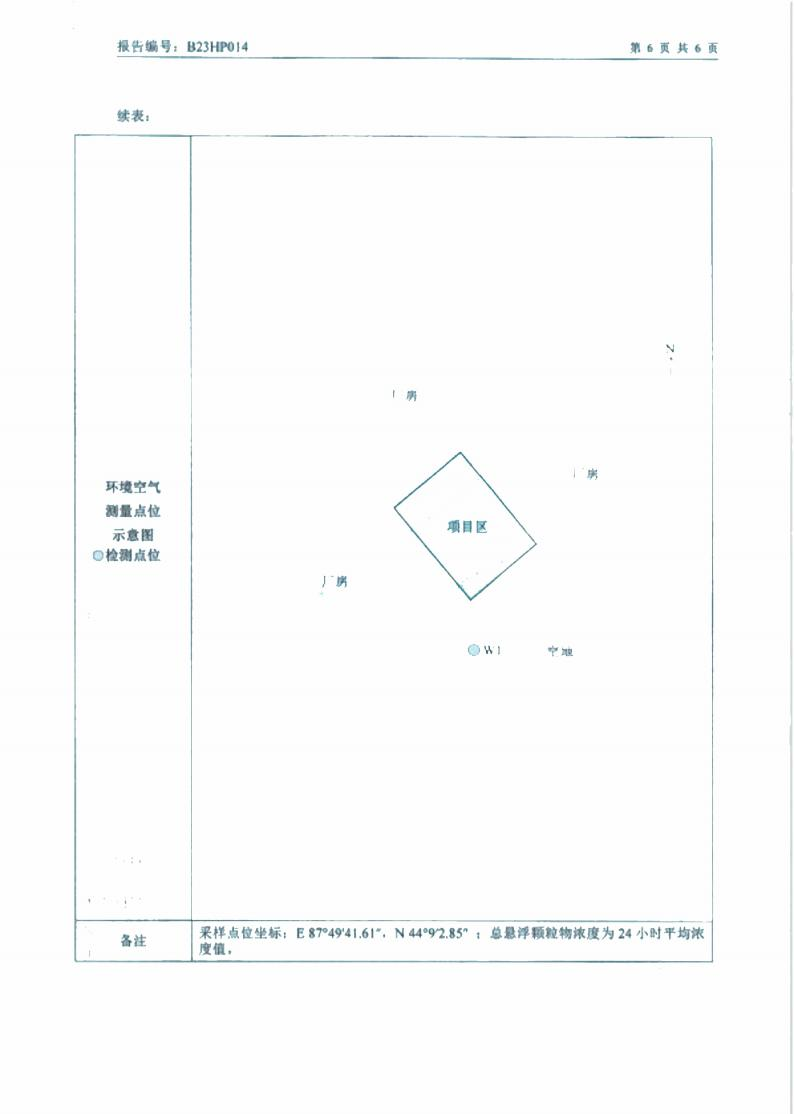 报告编号：B23HP014
第 6 页 共 6 页
续表：
N
厂房
厂房
环境空气
测量点位
示意图
◎检测点位
项目区
厂房
◎W1
空地
备注
采样点位坐标：E 87°49′41.61″，N 44°9′2.85″；总悬浮颗粒物浓度为 24 小时平均浓
度值。